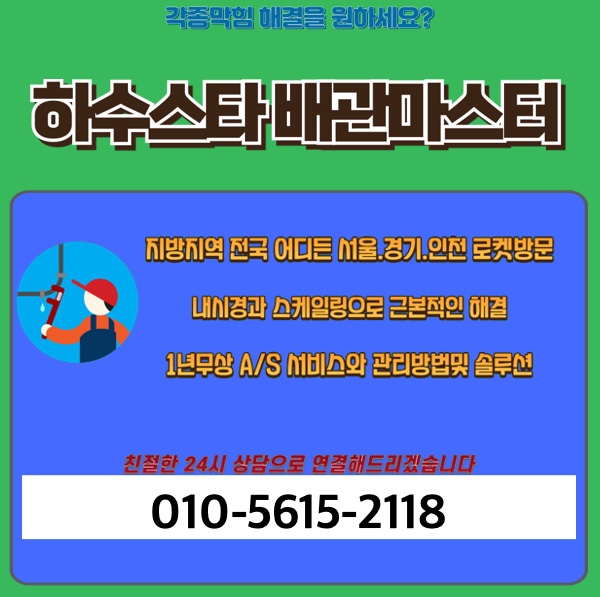 각종막힘 해결을 원하세요?
하수스타 배관마스터
지방지역 전국 어디든 서울.경기.인천 로켓방문
내시경과 스케일링으로 근본적인 해결
1년무상 A/S 서비스와 관리방법및 솔루션
친절한 24시 상담으로 연결해드리겠습니다
010-5615-2118